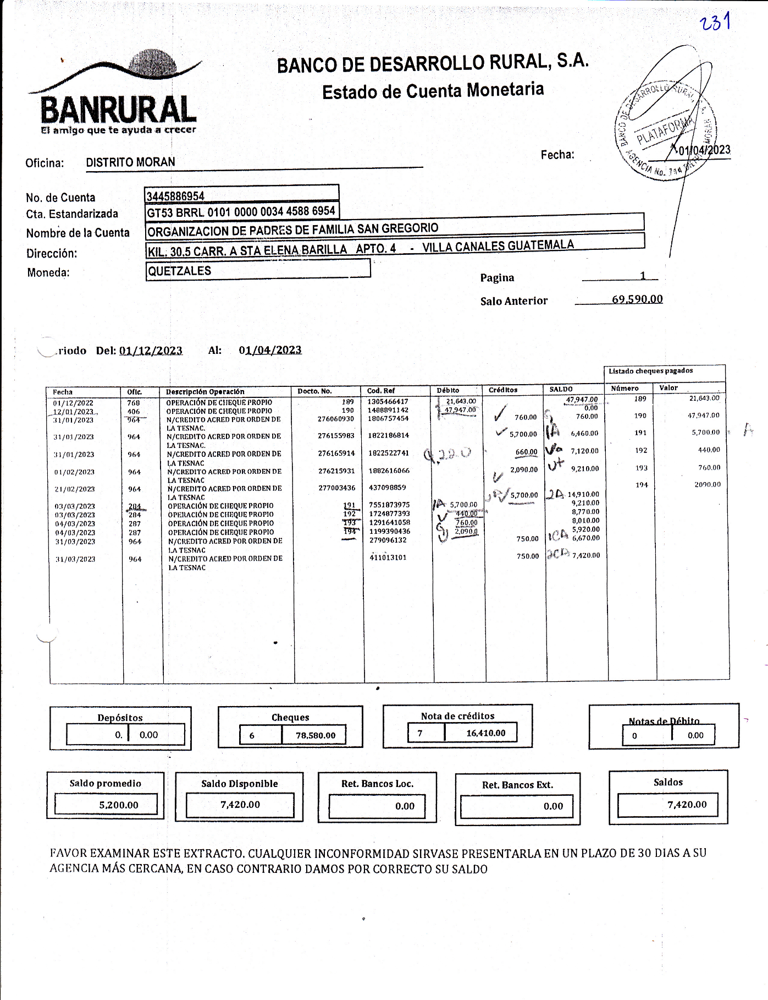 231
BANRURAL
El amigo que te ayuda a crecer
BANCO DE DESARROLLO RURAL, S.A.
Estado de Cuenta Monetaria
BANCO DE DESARROLLO RURAL, S.A.
PLATAFORMA
AGENCIA No. 714 MORAN
Oficina: DISTRITO MORAN Fecha: 01/04/2023
No. de Cuenta 3445886954
Cta. Estandarizada GT53 BRRL 0101 0000 0034 4588 6954
Nombre de la Cuenta ORGANIZACION DE PADRES DE FAMILIA SAN GREGORIO
Dirección: KIL. 30.5 CARR. A STA ELENA BARILLA APTO. 4 - VILLA CANALES GUATEMALA
Moneda: QUETZALES
Pagina 1
Salo Anterior 69,590.00
riodo Del: 01/12/2023 Al: 01/04/2023
Listado cheques pagados
Fecha Ofic. Descripción Operación Docto. No. Cod. Ref Débito Créditos SALDO Número Valor
01/12/2022 760 OPERACIÓN DE CHEQUE PROPIO 189 1305466417 21,643.00 47,947.00 189 21,643.00
12/01/2023 406 OPERACIÓN DE CHEQUE PROPIO 190 1488891142 47,947.00 0.00
31/01/2023 964 N/CREDITO ACRED POR ORDEN DE 276060930 1806757454 760.00 760.00 190 47,947.00
LA TESNAC.
31/01/2023 964 N/CREDITO ACRED POR ORDEN DE 276155983 1822186814 5,700.00 1A 6,460.00 191 5,700.00 A
LA TESNAC.
31/01/2023 964 N/CREDITO ACRED POR ORDEN DE 276165914 1822522741 660.00 7,120.00 192 440.00
LA TESNAC
01/02/2023 964 N/CREDITO ACRED POR ORDEN DE 276215931 1882616066 2,090.00 9,210.00 193 760.00
LA TESNAC
21/02/2023 964 N/CREDITO ACRED POR ORDEN DE 277003436 437098859 5,700.00 2A 14,910.00 194 2090.00
LA TESNAC
03/03/2023 204 OPERACIÓN DE CHEQUE PROPIO 191 7551873975 1A 5,700.00 9,210.00
03/03/2023 284 OPERACIÓN DE CHEQUE PROPIO 192 1724877393 440.00 8,770.00
04/03/2023 287 OPERACIÓN DE CHEQUE PROPIO 193 1291641058 760.00 8,010.00
04/03/2023 287 OPERACIÓN DE CHEQUE PROPIO 194 1199390436 2,090.0 5,920.00
31/03/2023 964 N/CREDITO ACRED POR ORDEN DE 279096132 750.00 1CA 6,670.00
LA TESNAC
31/03/2023 964 N/CREDITO ACRED POR ORDEN DE 411013101 750.00 2CA 7,420.00
LA TESNAC
Depósitos Cheques Nota de créditos Notas de Débito
0. 0.00 6 78,580.00 7 16,410.00 0 0.00
Saldo promedio Saldo Disponible Ret. Bancos Loc. Ret. Bancos Ext. Saldos
5,200.00 7,420.00 0.00 0.00 7,420.00
FAVOR EXAMINAR ESTE EXTRACTO. CUALQUIER INCONFORMIDAD SIRVASE PRESENTARLA EN UN PLAZO DE 30 DIAS A SU
AGENCIA MÁS CERCANA, EN CASO CONTRARIO DAMOS POR CORRECTO SU SALDO